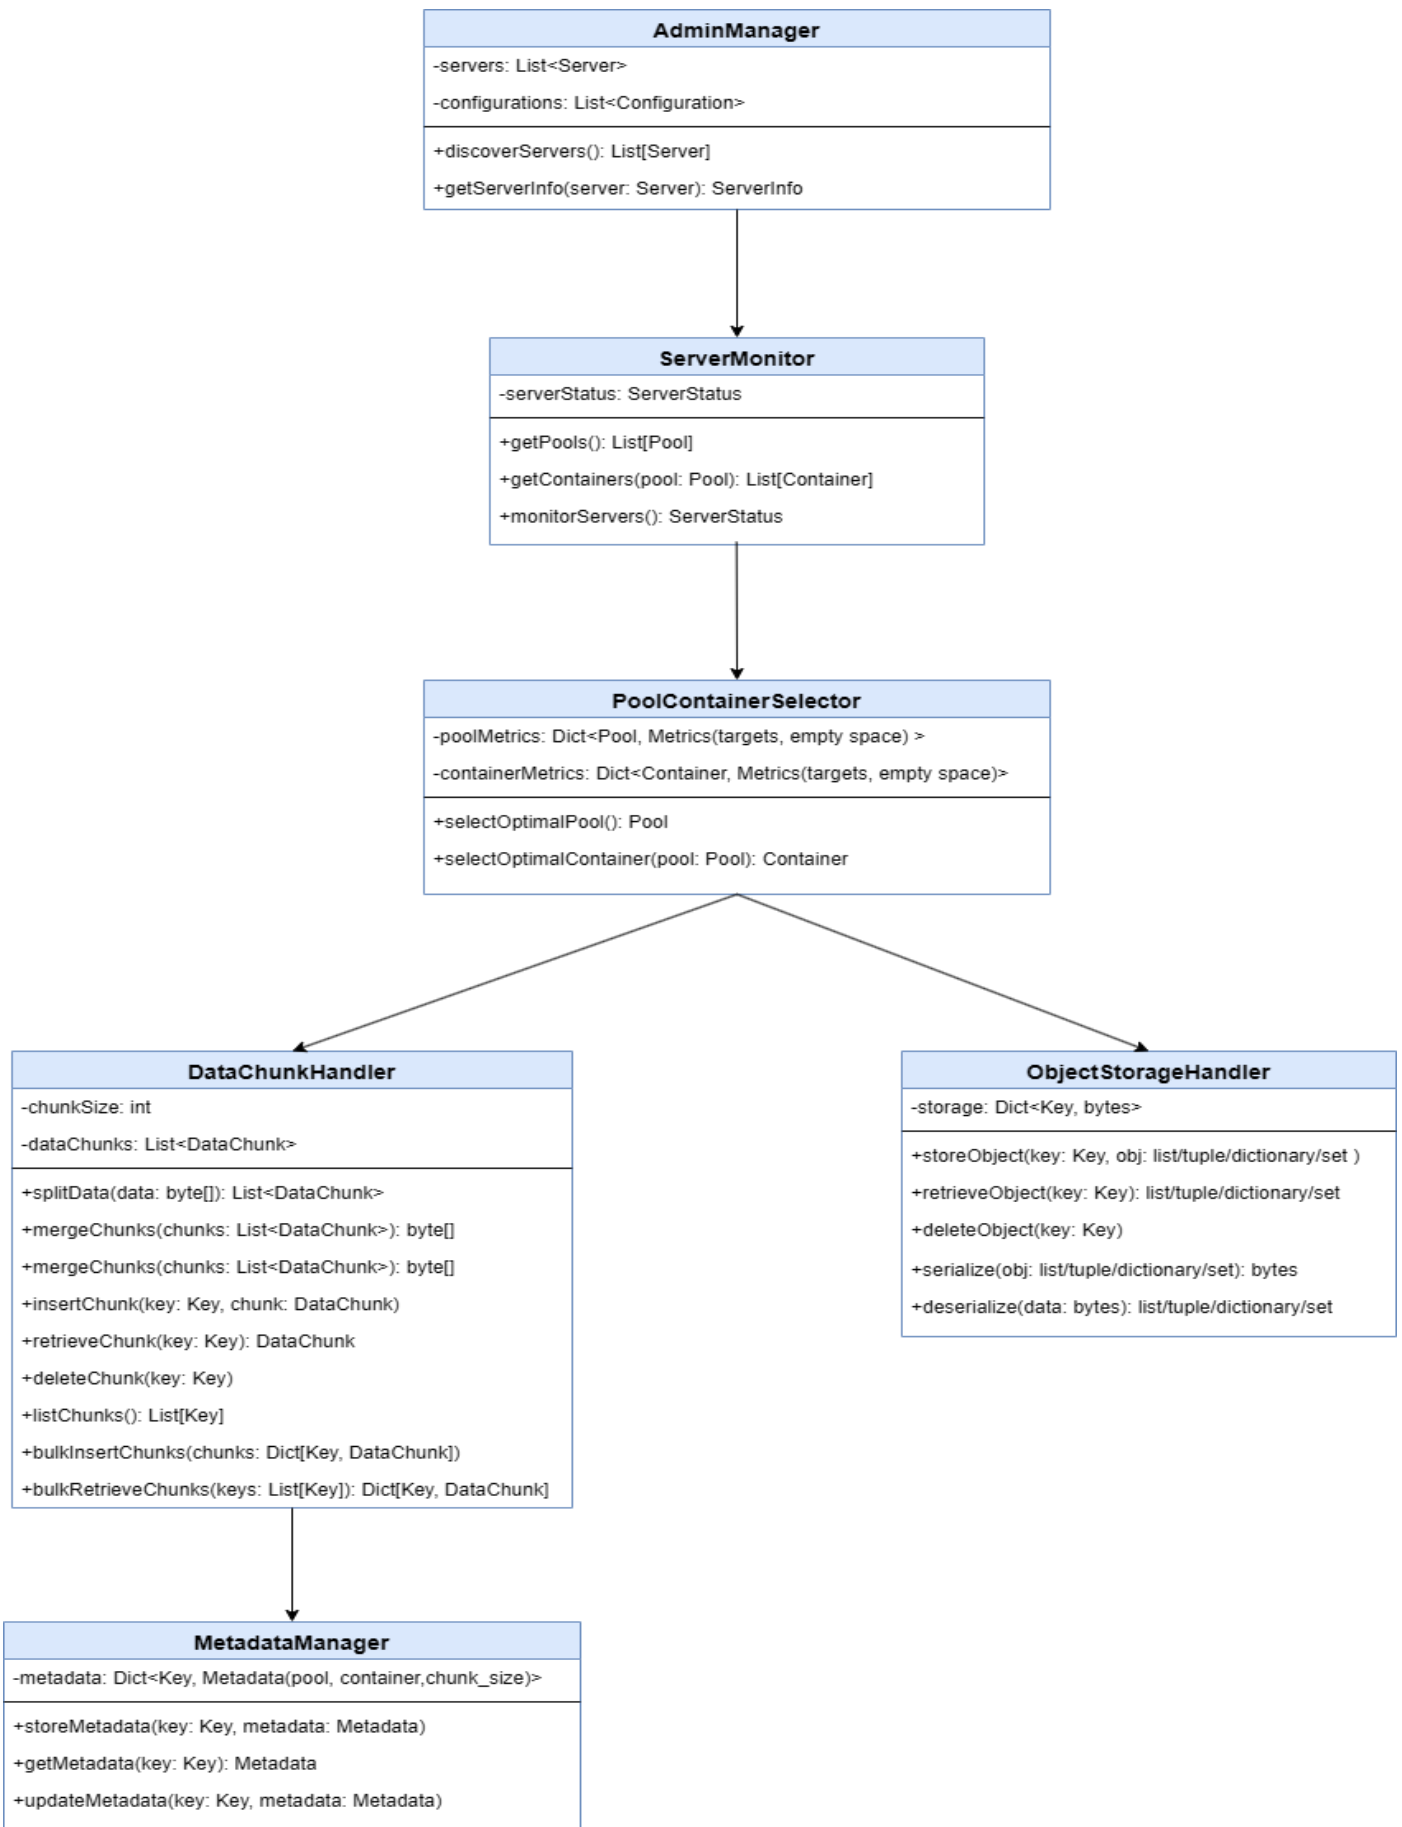 AdminManager
-servers: List<Server>
-configurations: List<Configuration>
+discoverServers(): List[Server]
+getServerInfo(server: Server): ServerInfo
ServerMonitor
-serverStatus: ServerStatus
+getPools(): List[Pool]
+getContainers(pool: Pool): List[Container]
+monitorServers(): ServerStatus
PoolContainerSelector
-poolMetrics: Dict<Pool, Metrics(targets, empty space) >
-containerMetrics: Dict<Container, Metrics(targets, empty space)>
+selectOptimalPool(): Pool
+selectOptimalContainer(pool: Pool): Container
DataChunkHandler
-chunkSize: int
-dataChunks: List<DataChunk>
+splitData(data: byte[]): List<DataChunk>
+mergeChunks(chunks: List<DataChunk>): byte[]
+mergeChunks(chunks: List<DataChunk>): byte[]
+insertChunk(key: Key, chunk: DataChunk)
+retrieveChunk(key: Key): DataChunk
+deleteChunk(key: Key)
+listChunks(): List[Key]
+bulkInsertChunks(chunks: Dict[Key, DataChunk])
+bulkRetrieveChunks(keys: List[Key]): Dict[Key, DataChunk]
ObjectStorageHandler
-storage: Dict<Key, bytes>
+storeObject(key: Key, obj: list/tuple/dictionary/set )
+retrieveObject(key: Key): list/tuple/dictionary/set
+deleteObject(key: Key)
+serialize(obj: list/tuple/dictionary/set): bytes
+deserialize(data: bytes): list/tuple/dictionary/set
MetadataManager
-metadata: Dict<Key, Metadata(pool, container,chunk_size)>
+storeMetadata(key: Key, metadata: Metadata)
+getMetadata(key: Key): Metadata
+updateMetadata(key: Key, metadata: Metadata)